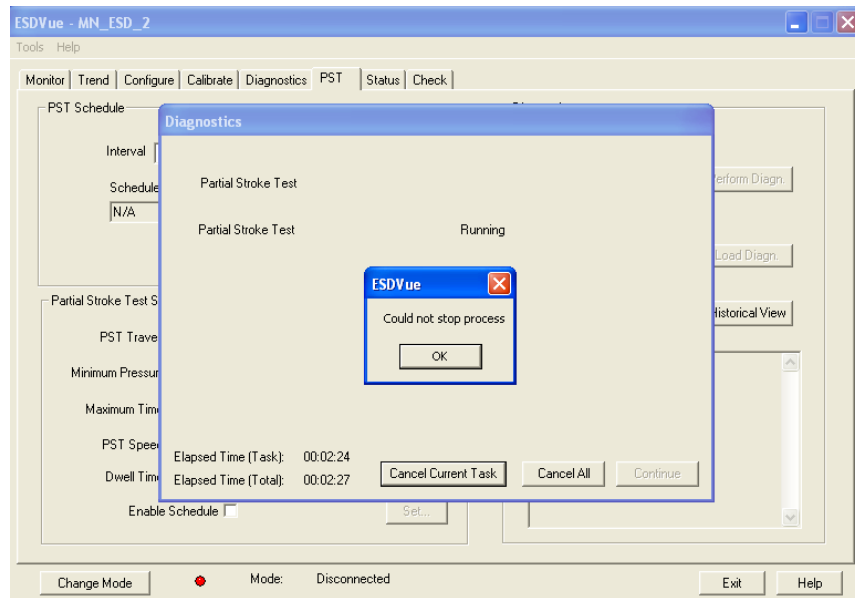 ESDVue - MN_ESD_2
Tools Help
Monitor Trend Configure Calibrate Diagnostics PST Status Check
PST Schedule
Diagnostics
Interval
Partial Stroke Test
Schedule
Perform Diagn.
N/A
Partial Stroke Test Running
Load Diagn.
ESDVue
Could not stop process
OK
Partial Stroke Test S
Historical View
PST Trave
Minimum Pressur
Maximum Tim
PST Spee
Elapsed Time (Task): 00:02:24
Dwell Tim
Elapsed Time (Total): 00:02:27
Cancel Current Task Cancel All Continue
Enable Schedule Set...
Change Mode Mode: Disconnected Exit Help